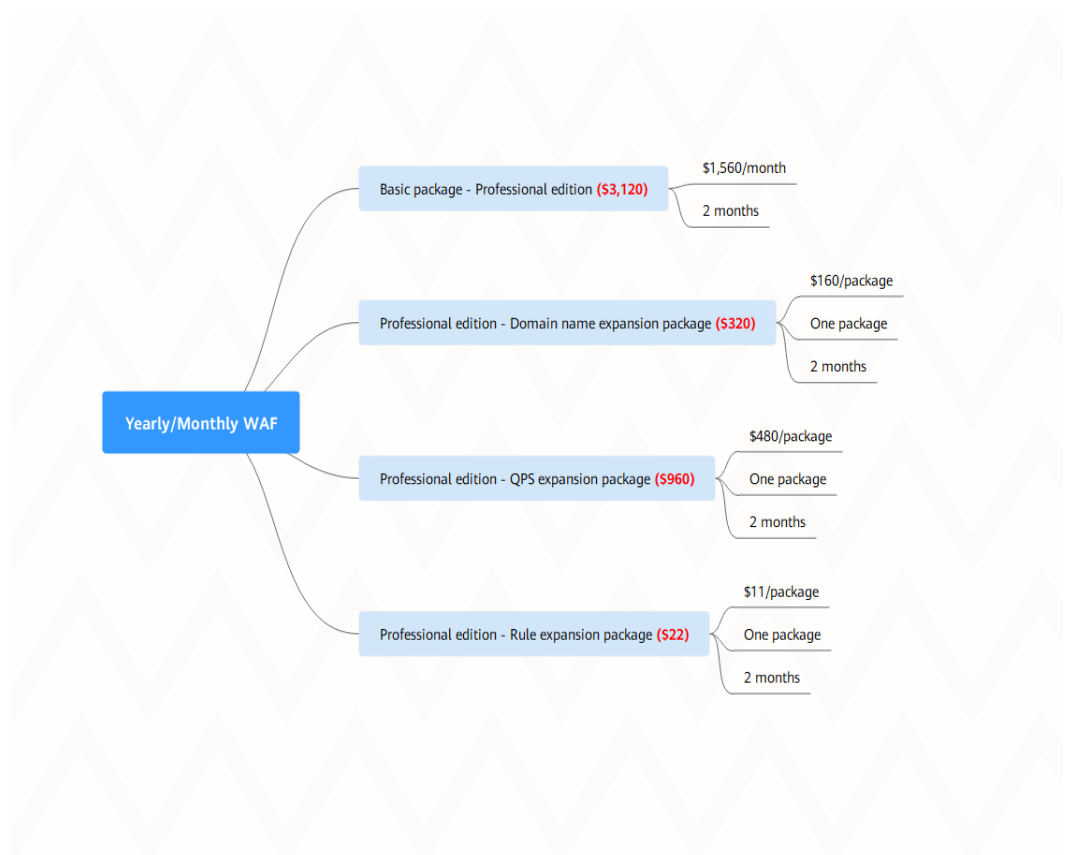 Yearly/Monthly WAF
Basic package - Professional edition ($3,120)
$1,560/month
2 months
Professional edition - Domain name expansion package ($320)
$160/package
One package
2 months
Professional edition - QPS expansion package ($960)
$480/package
One package
2 months
Professional edition - Rule expansion package ($22)
$11/package
One package
2 months